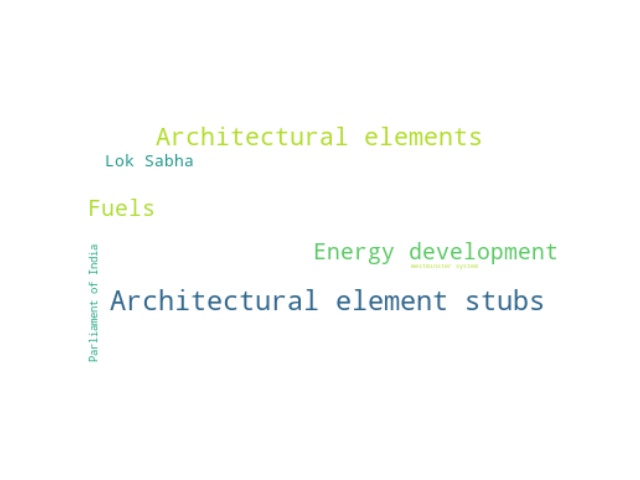 Architectural elements
Lok Sabha
Fuels
Energy development
Westminster system
Parliament of India
Architectural element stubs